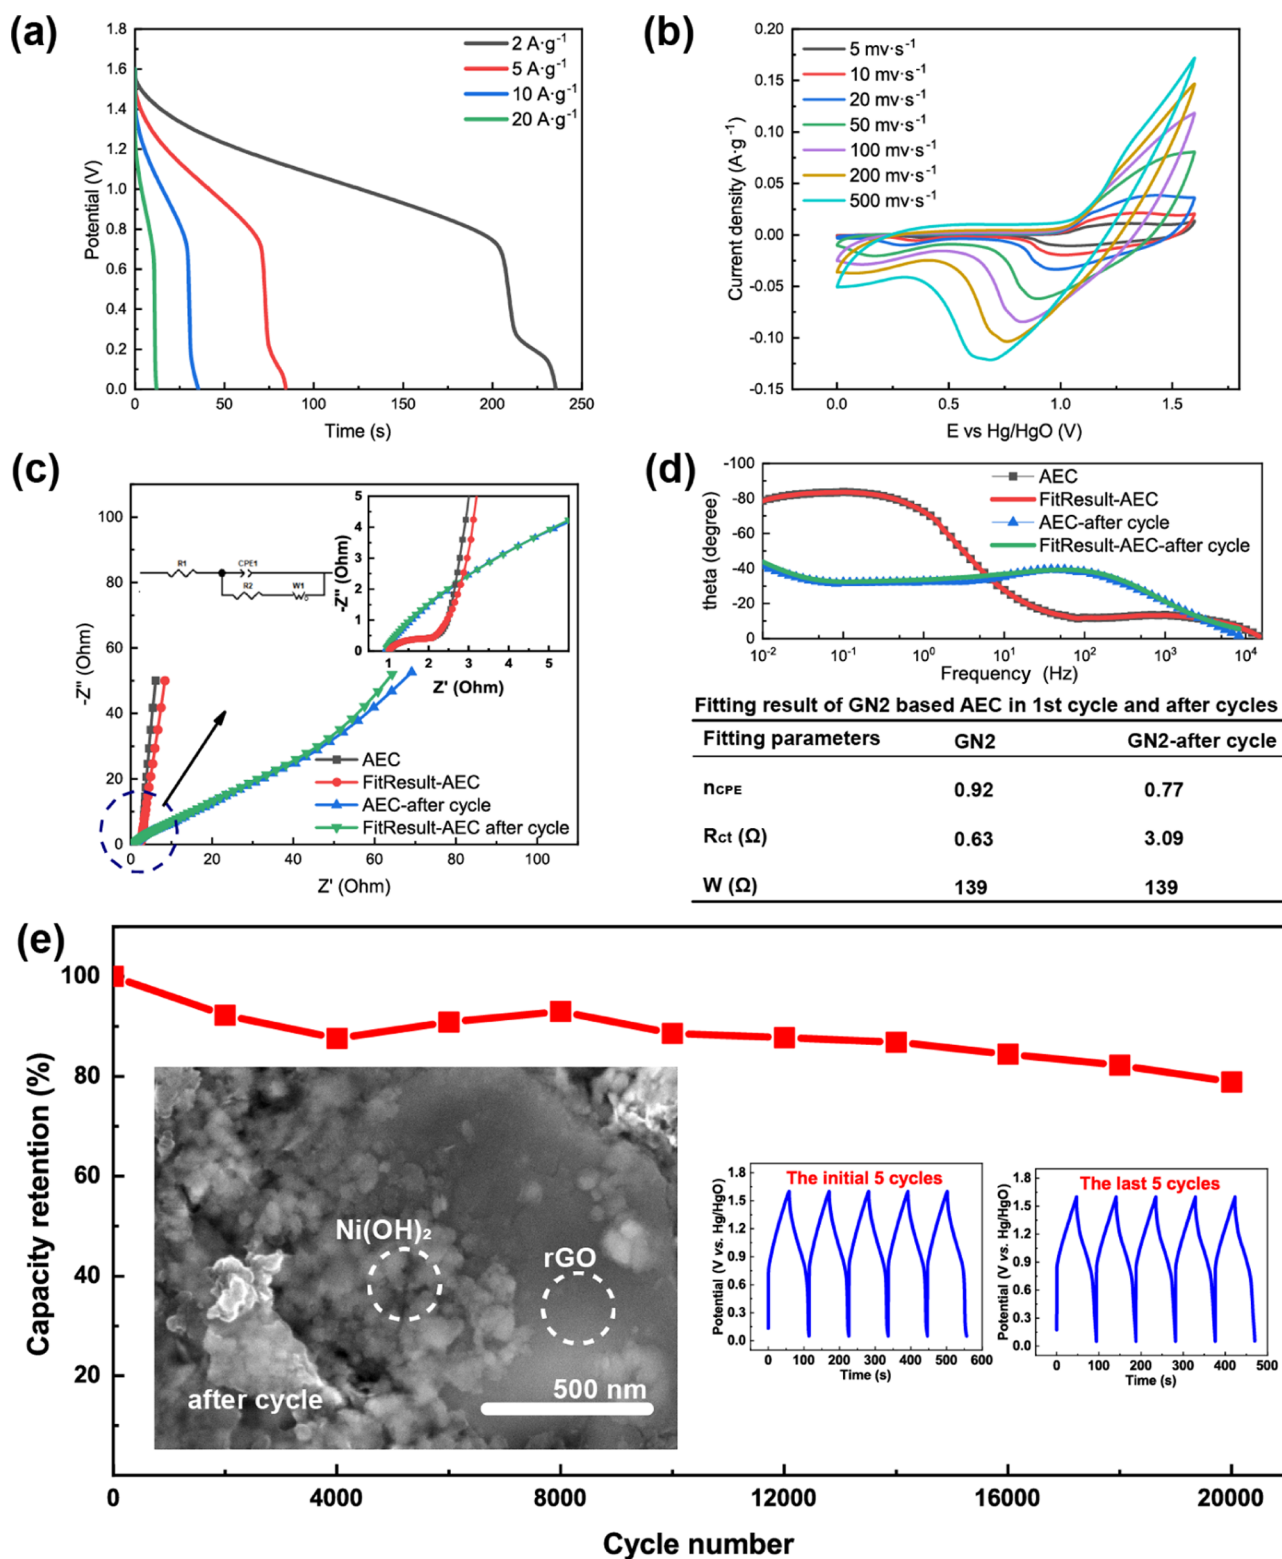 (a)
1.8
1.6
1.4
1.2
1.0
0.8
0.6
0.4
0.2
0.0
Potential (V)
2 A·g⁻¹
5 A·g⁻¹
10 A·g⁻¹
20 A·g⁻¹
0 50 100 150 200 250
Time (s)
(b)
0.20
0.15
0.10
0.05
0.00
-0.05
-0.10
-0.15
Current density (A·g⁻¹)
5 mv·s⁻¹
10 mv·s⁻¹
20 mv·s⁻¹
50 mv·s⁻¹
100 mv·s⁻¹
200 mv·s⁻¹
500 mv·s⁻¹
0.0 0.5 1.0 1.5
E vs Hg/HgO (V)
(c)
100
80
60
40
20
0
-Z" (Ohm)
R1 CPE1
R2 W1
5
4
3
2
1
0
-Z" (Ohm)
1 2 3 4 5
Z' (Ohm)
AEC
FitResult-AEC
AEC-after cycle
FitResult-AEC after cycle
0 20 40 60 80 100
Z' (Ohm)
(d)
-100
-80
-60
-40
-20
0
theta (degree)
AEC
FitResult-AEC
AEC-after cycle
FitResult-AEC-after cycle
10⁻² 10⁻¹ 10⁰ 10¹ 10² 10³ 10⁴
Frequency (Hz)
Fitting result of GN2 based AEC in 1st cycle and after cycles
Fitting parameters GN2 GN2-after cycle
nCPE 0.92 0.77
Rct (Ω) 0.63 3.09
W (Ω) 139 139
(e)
100
80
60
40
20
Capacity retention (%)
Ni(OH)₂
rGO
after cycle
500 nm
The initial 5 cycles
1.8
1.5
1.2
0.9
0.6
0.3
0.0
Potential (V vs. Hg/HgO)
0 100 200 300 400 500 600
Time (s)
The last 5 cycles
1.8
1.5
1.2
0.9
0.6
0.3
0.0
Potential (V vs. Hg/HgO)
0 100 200 300 400 500
Time (s)
0 4000 8000 12000 16000 20000
Cycle number